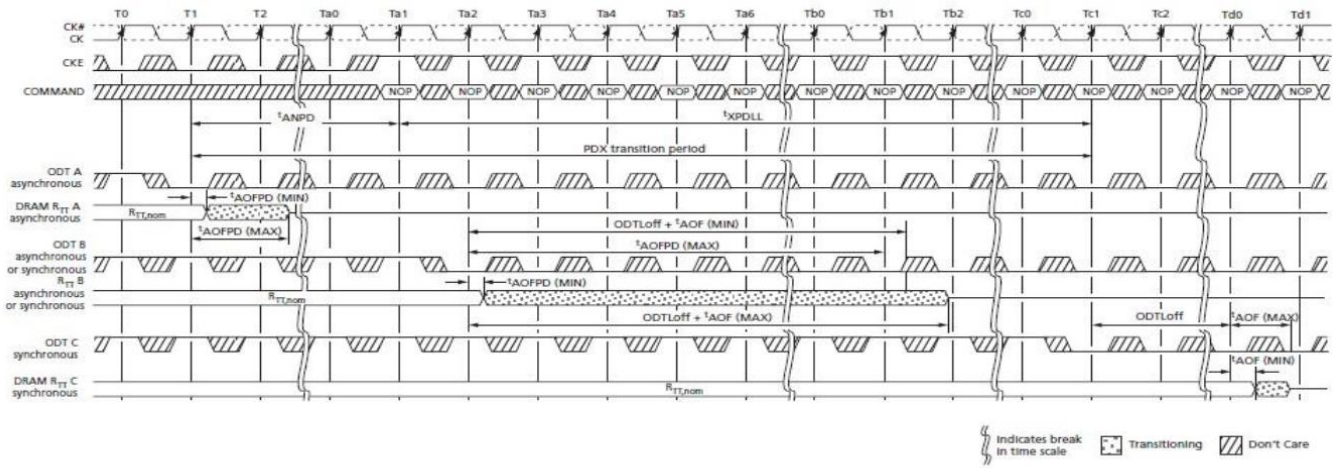 T0 T1 T2 Ta0 Ta1 Ta2 Ta3 Ta4 Ta5 Ta6 Tb0 Tb1 Tb2 Tc0 Tc1 Tc2 Td0 Td1
CK#
CK
CKE
COMMAND NOP NOP NOP NOP NOP NOP NOP NOP NOP NOP NOP NOP NOP NOP
tANPD tXPDLL
PDX transition period
ODT A
asynchronous
tAOFPD (MIN)
DRAM RTT A
asynchronous
RTT,nom
tAOFPD (MAX)
ODTLoff + tAOF (MIN)
tAOFPD (MAX)
ODT B
asynchronous
or synchronous
tAOFPD (MIN)
RTT B
asynchronous
or synchronous
RTT,nom
ODTLoff + tAOF (MAX)
ODTLoff tAOF (MAX)
ODT C
synchronous
tAOF (MIN)
DRAM RTT C
synchronous
RTT,nom
Indicates break
in time scale
Transitioning
Don't Care